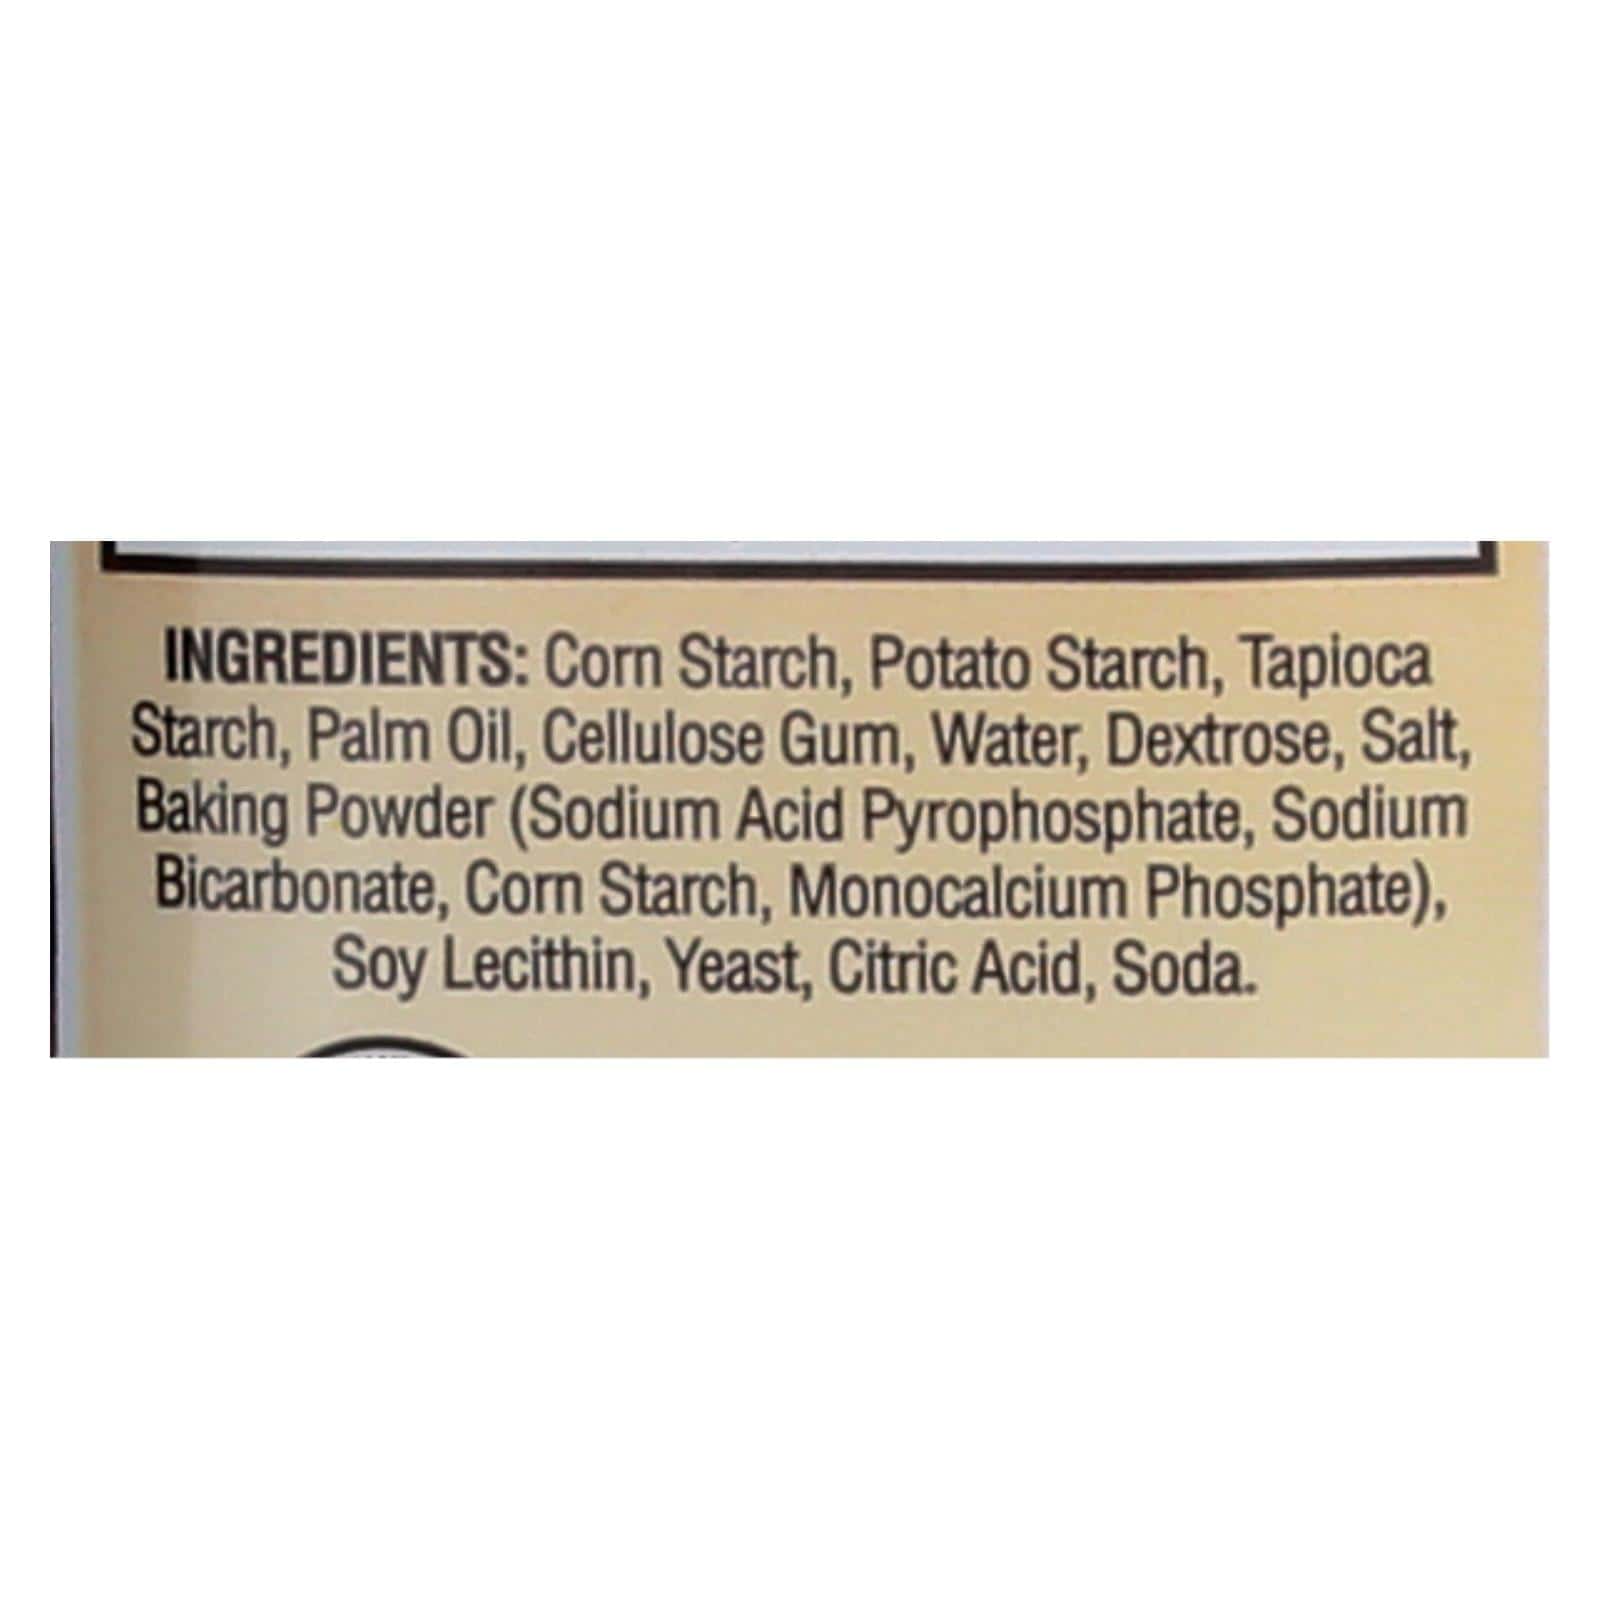 INGREDIENTS: Corn Starch, Potato Starch, Tapioca
Starch, Palm Oil, Cellulose Gum, Water, Dextrose, Salt,
Baking Powder (Sodium Acid Pyrophosphate, Sodium
Bicarbonate, Corn Starch, Monocalcium Phosphate),
Soy Lecithin, Yeast, Citric Acid, Soda.